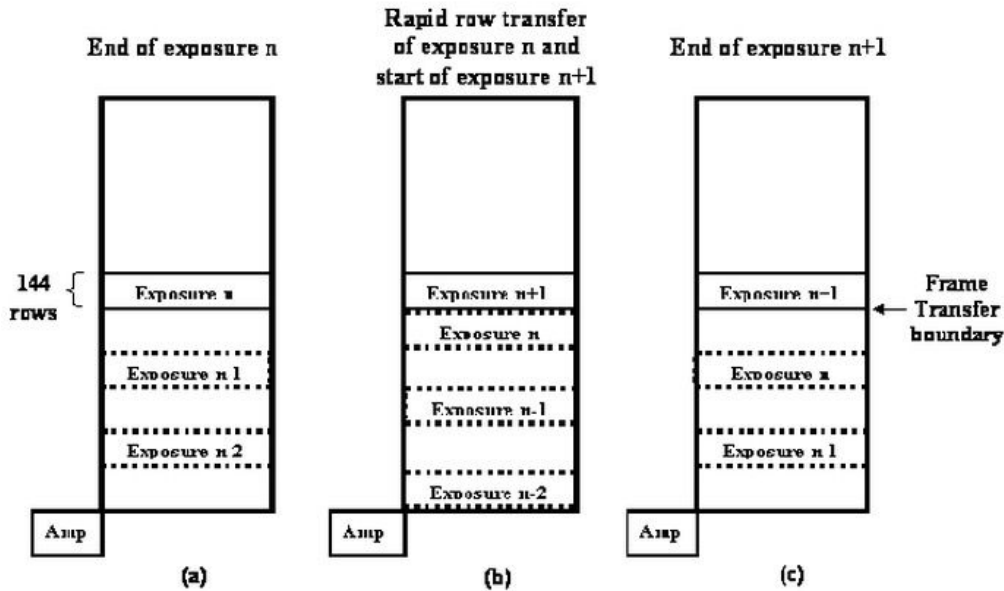 End of exposure n
Rapid row transfer
of exposure n and
start of exposure n+1
End of exposure n+1
144
rows
Exposure n
Exposure n 1
Exposure n 2
Amp
(a)
Exposure n+1
Exposure n
Exposure n-1
Exposure n-2
Amp
(b)
Exposure n−1
Exposure n
Exposure n 1
Amp
(c)
Frame
Transfer
boundary